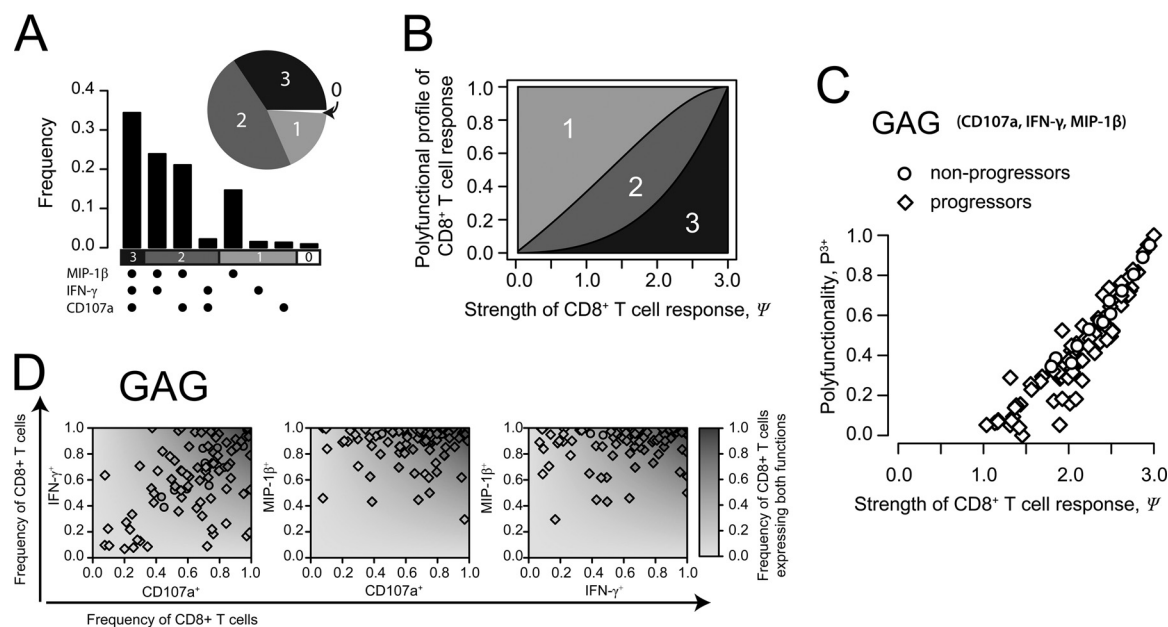 A
Frequency
0.4
0.3
0.2
0.1
0.0
3
2
1
0
3 2 1 0
MIP-1β
IFN-γ
CD107a
B
Polyfunctional profile of
CD8⁺ T cell response
1.0
0.8
0.6
0.4
0.2
0.0
1
2
3
0.0 1.0 2.0 3.0
Strength of CD8⁺ T cell response, Ψ
C
GAG (CD107a, IFN-γ, MIP-1β)
non-progressors
progressors
Polyfunctionality, P³⁺
1.0
0.8
0.6
0.4
0.2
0.0
0.0 1.0 2.0 3.0
Strength of CD8⁺ T cell response, Ψ
D
GAG
Frequency of CD8+ T cells
IFN-γ⁺
1.0
0.8
0.6
0.4
0.2
0.0
0.0 0.2 0.4 0.6 0.8 1.0
CD107a⁺
MIP-1β⁺
1.0
0.8
0.6
0.4
0.2
0.0
0.0 0.2 0.4 0.6 0.8 1.0
CD107a⁺
MIP-1β⁺
1.0
0.8
0.6
0.4
0.2
0.0
0.0 0.2 0.4 0.6 0.8 1.0
IFN-γ⁺
1.0
0.8
0.6
0.4
0.2
0.0
Frequency of CD8+ T cells
expressing both functions
Frequency of CD8+ T cells